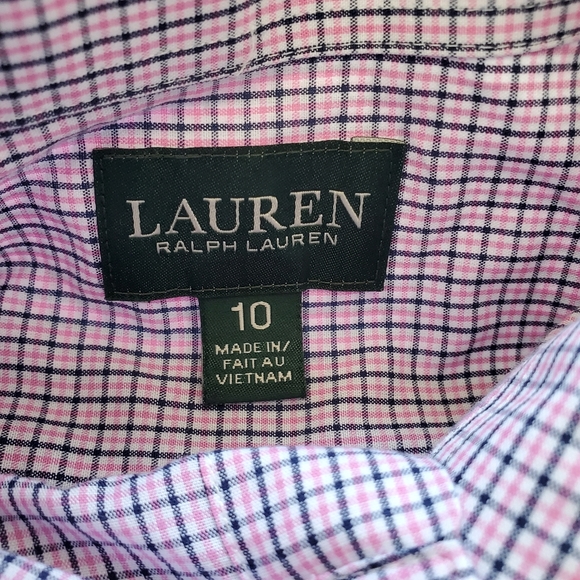 LAUREN
RALPH LAUREN
10
MADE IN/
FAIT AU
VIETNAM